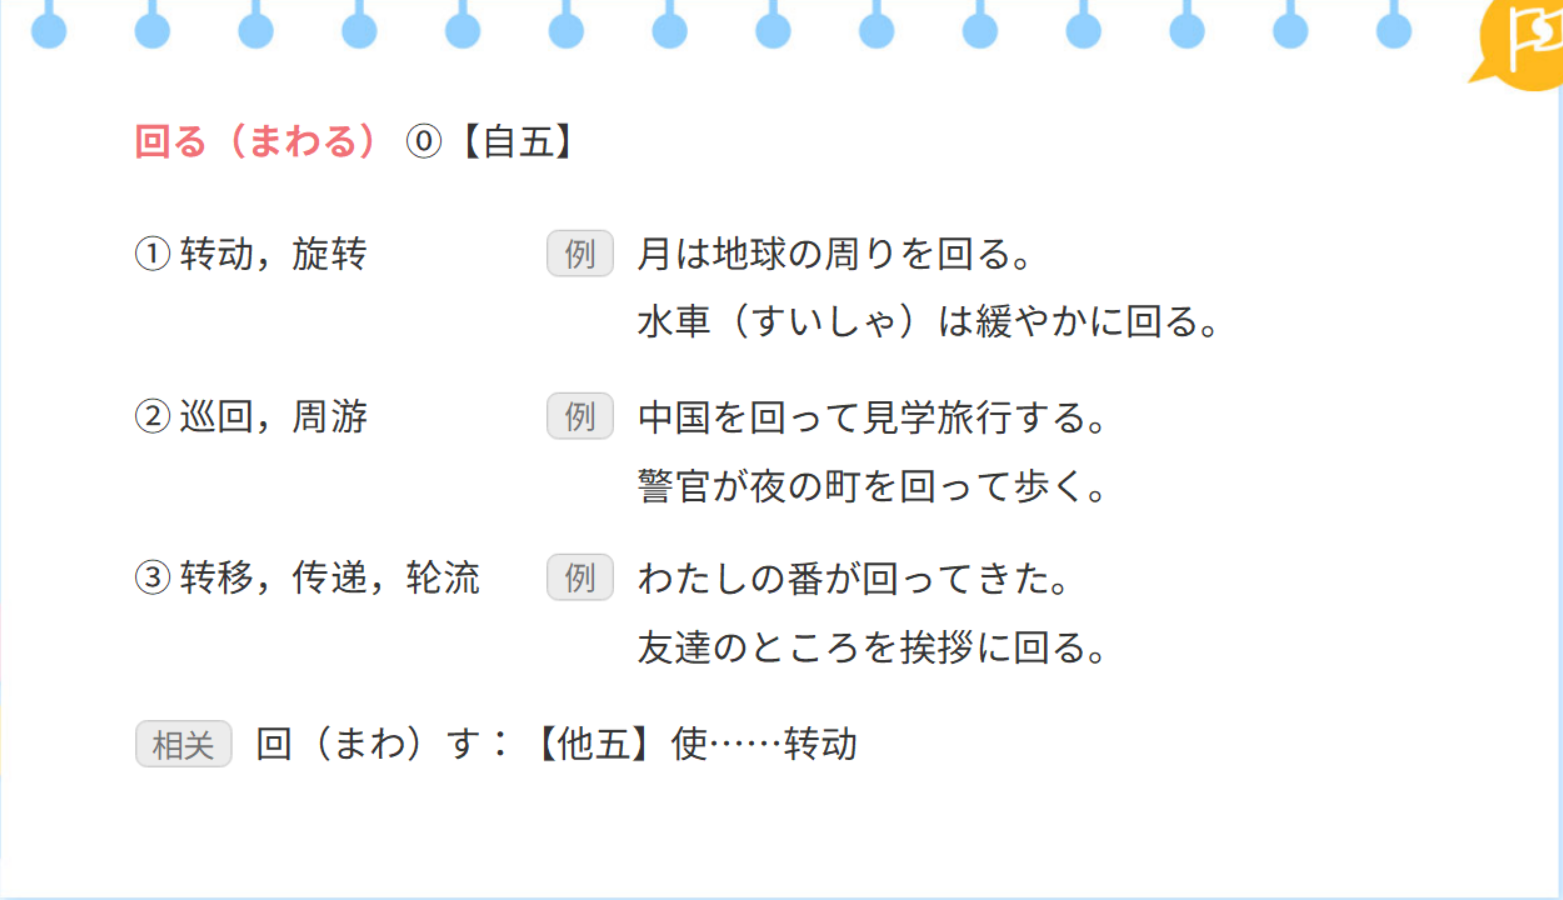 回る（まわる） ⓪【自五】
① 转动，旋转 例 月は地球の周りを回る。
水車（すいしゃ）は緩やかに回る。
② 巡回，周游 例 中国を回って見学旅行する。
警官が夜の町を回って歩く。
③ 转移，传递，轮流 例 わたしの番が回ってきた。
友達のところを挨拶に回る。
相关 回（まわ）す：【他五】使……转动